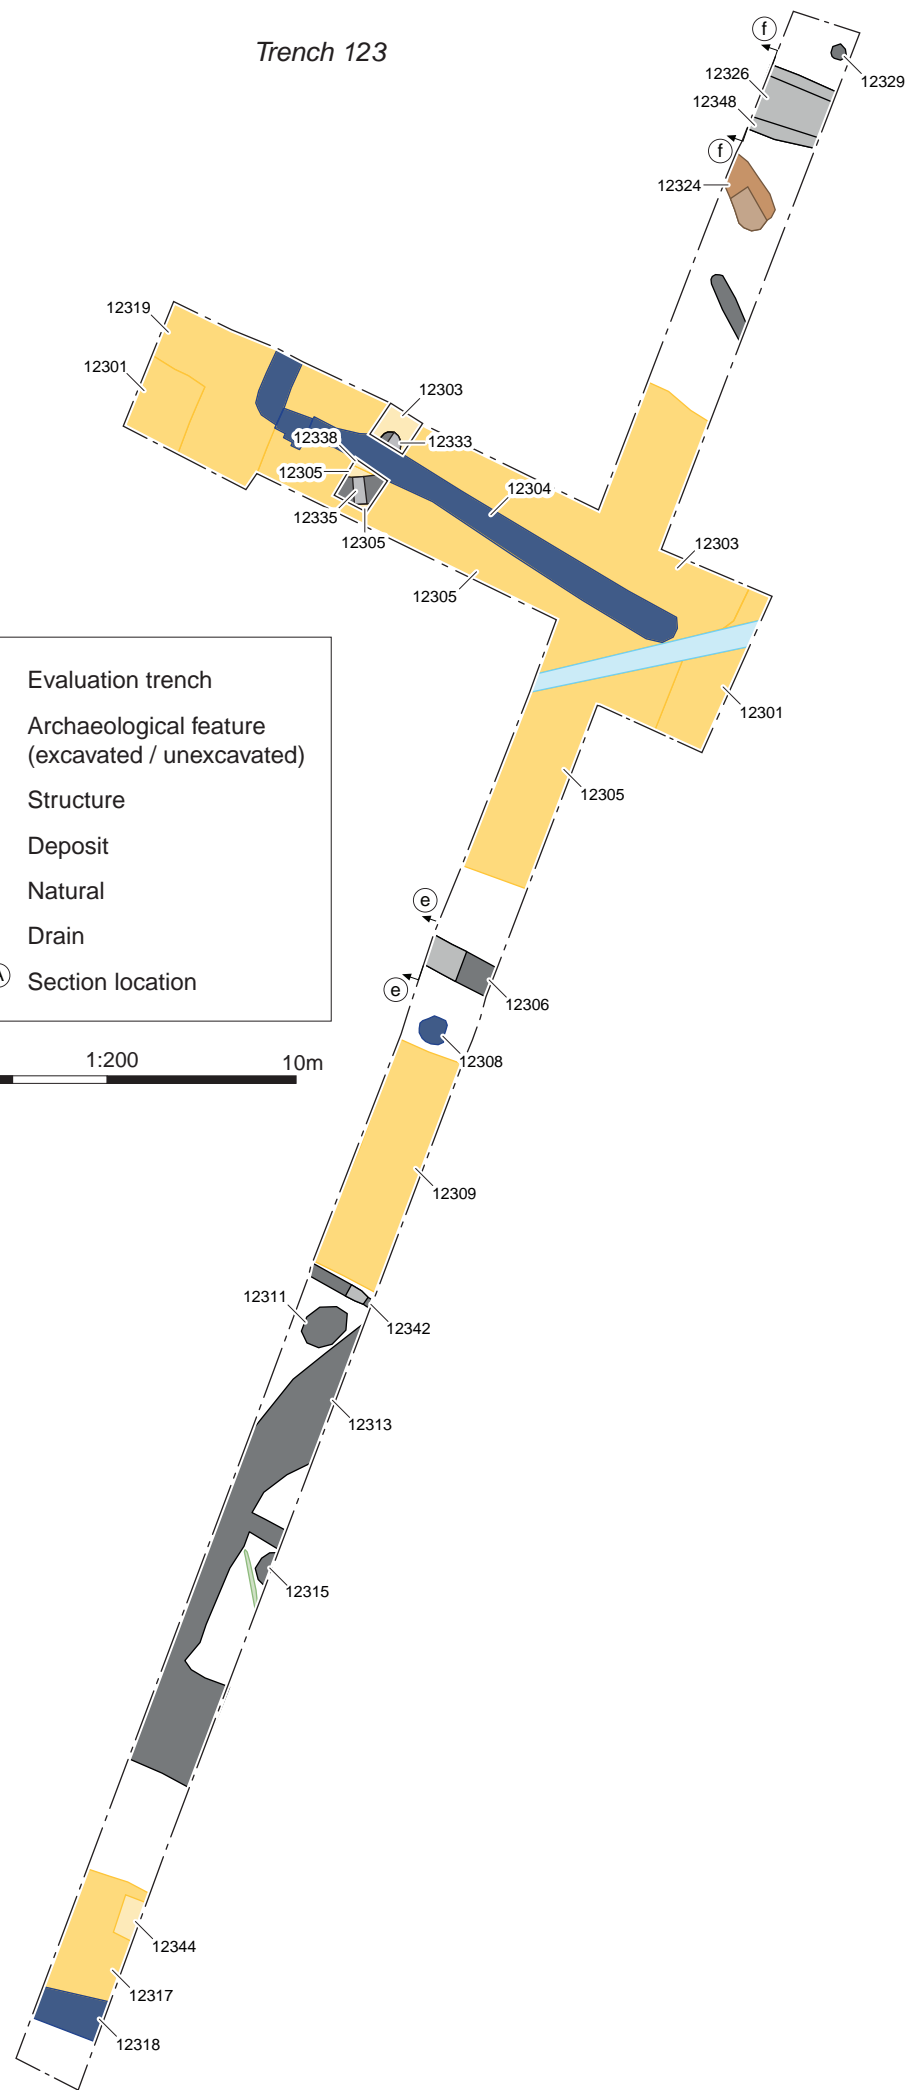 Trench 123
f
12329
12326
12348
f
12324
12319
12301
12303
12333
12338
12305
12304
12335
12305
12303
12305
12301
12305
Evaluation trench
Archaeological feature
(excavated / unexcavated)
Structure
Deposit
Natural
Drain
A Section location
e
e
12306
12308
1:200 10m
12309
12311
12342
12313
12315
12344
12317
12318